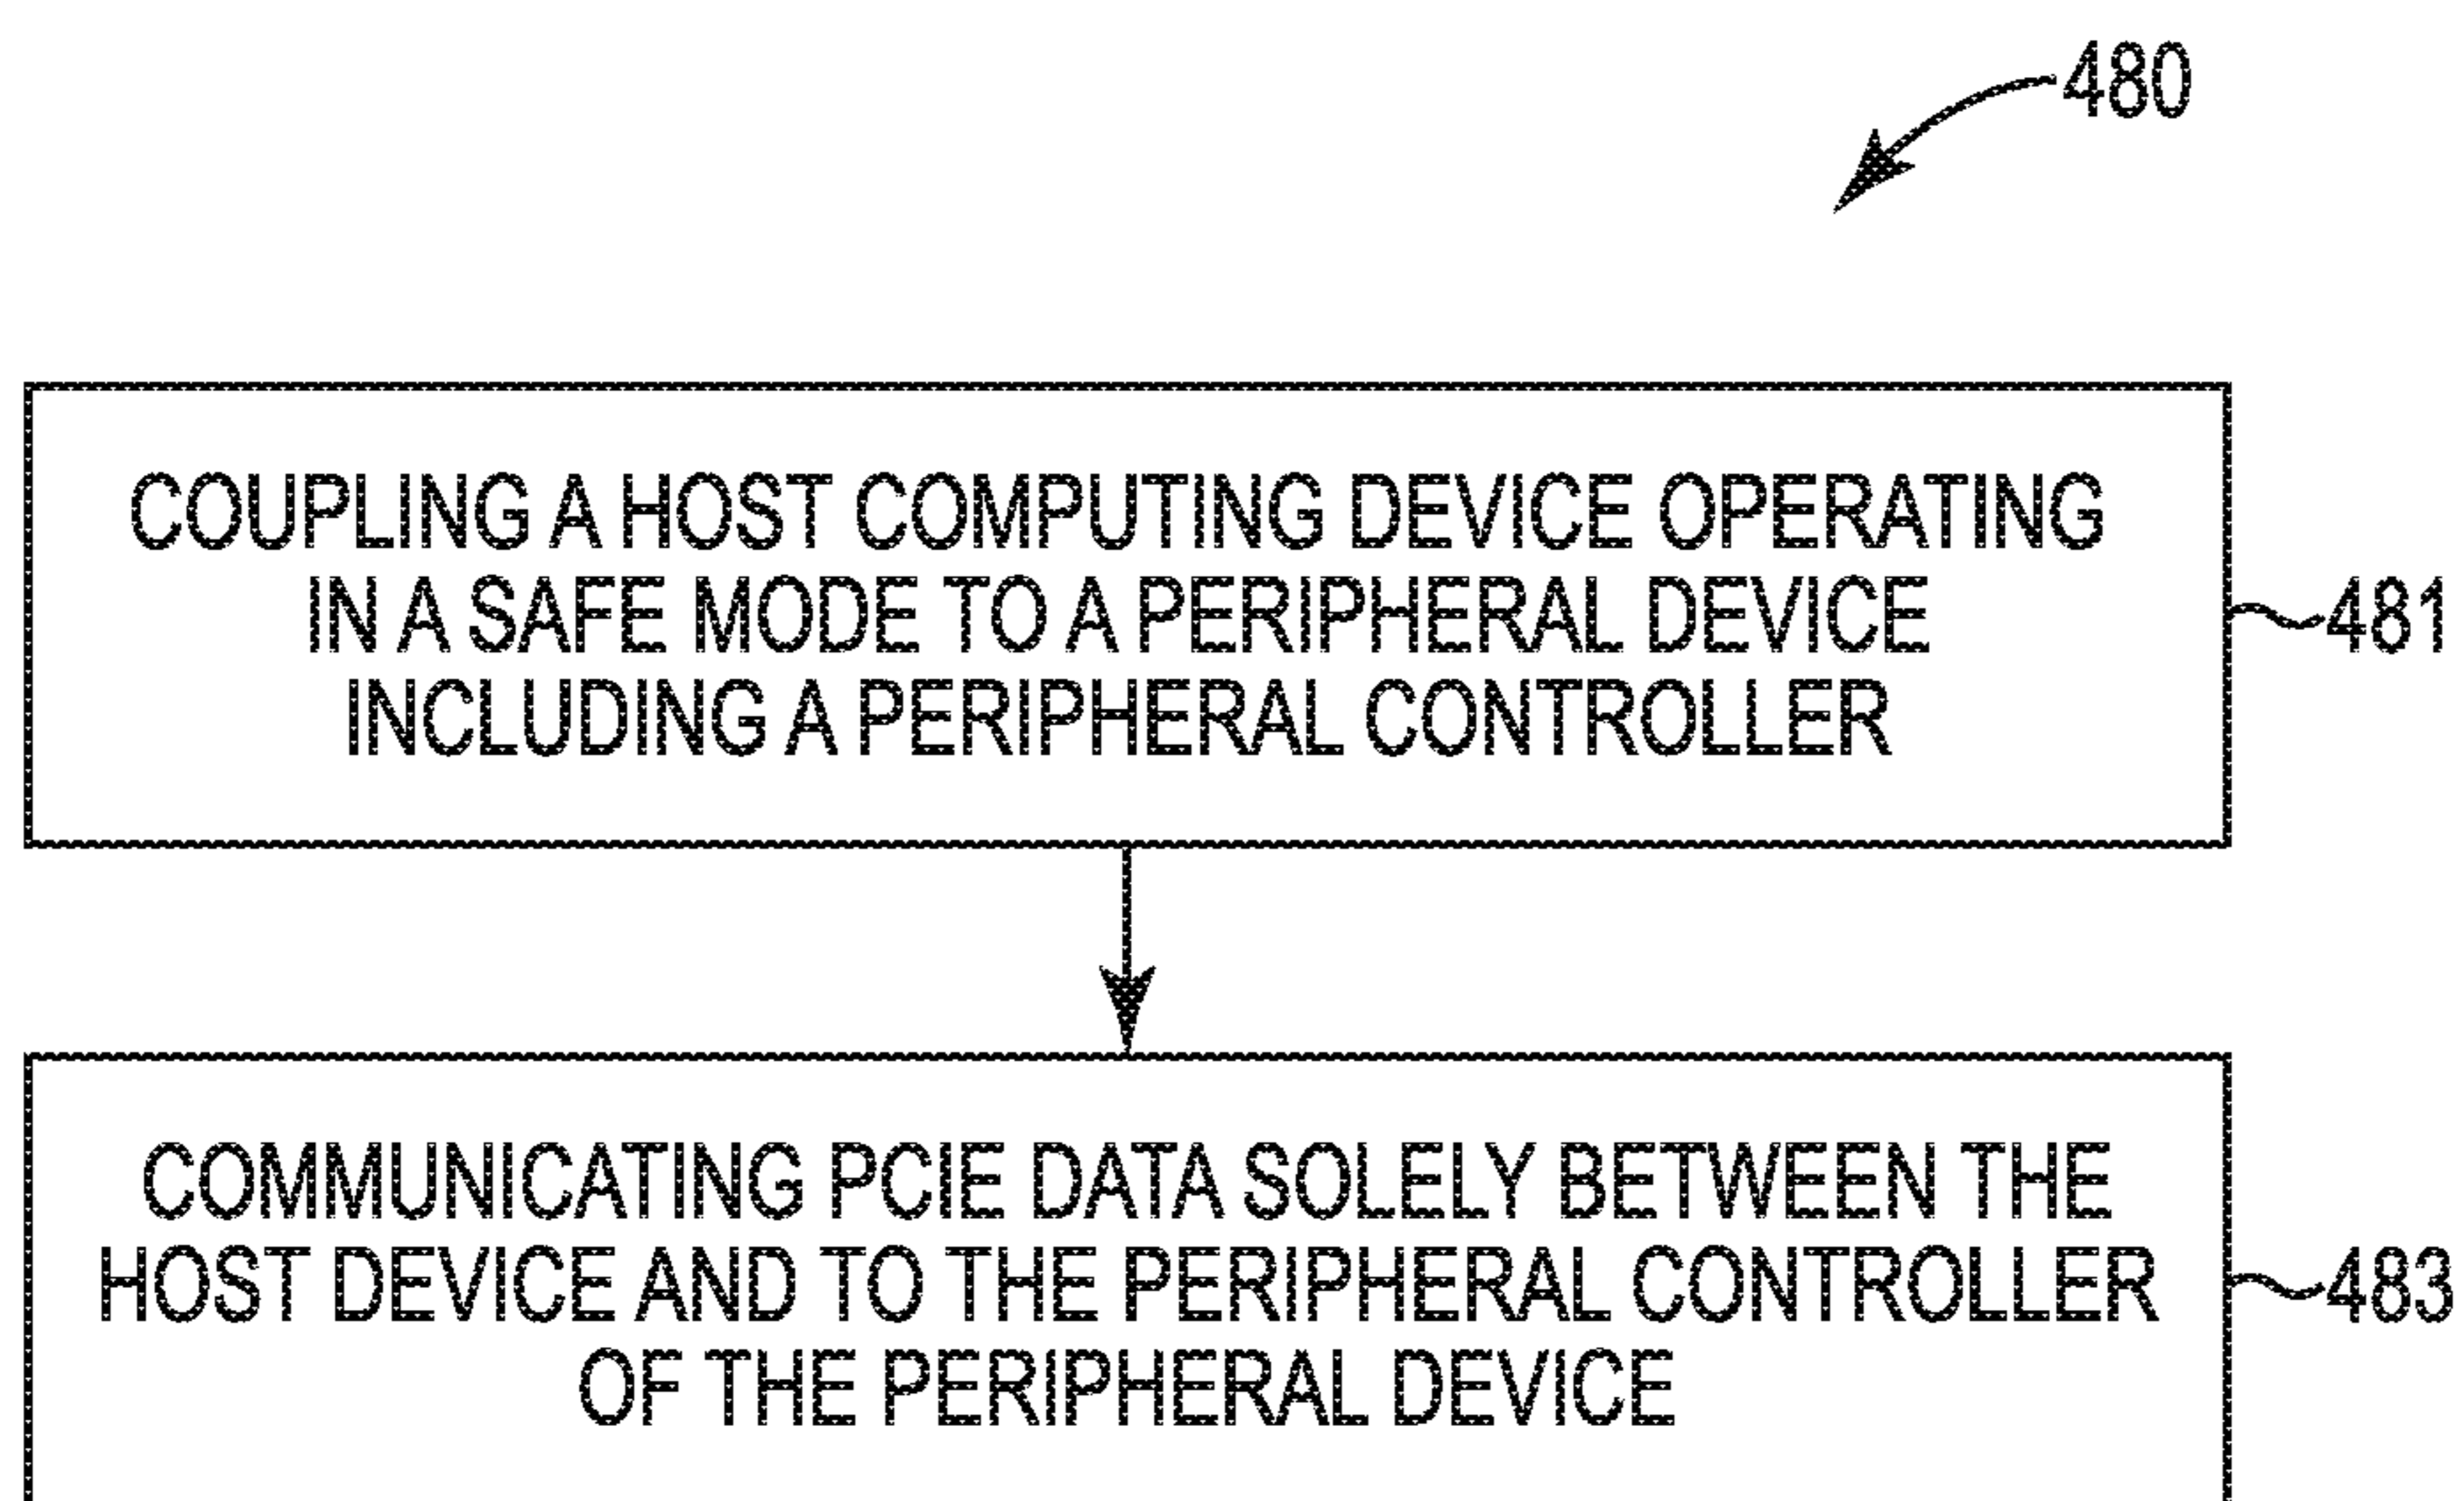 480
COUPLING A HOST COMPUTING DEVICE OPERATING
IN A SAFE MODE TO A PERIPHERAL DEVICE
INCLUDING A PERIPHERAL CONTROLLER
481
COMMUNICATING PCIE DATA SOLELY BETWEEN THE
HOST DEVICE AND TO THE PERIPHERAL CONTROLLER
OF THE PERIPHERAL DEVICE
483